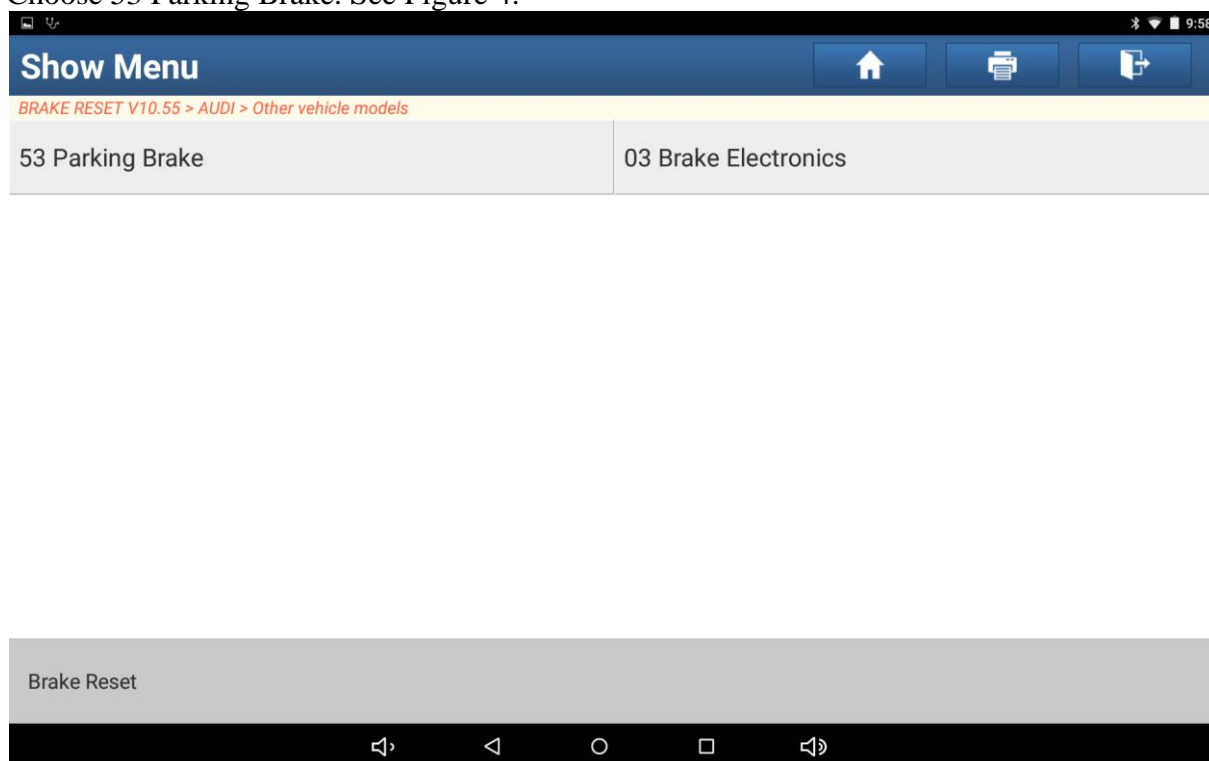 Choose 53 Parking Brake. See Figure 4.
9:58
Show Menu
BRAKE RESET V10.55 > AUDI > Other vehicle models
53 Parking Brake
03 Brake Electronics
Brake Reset